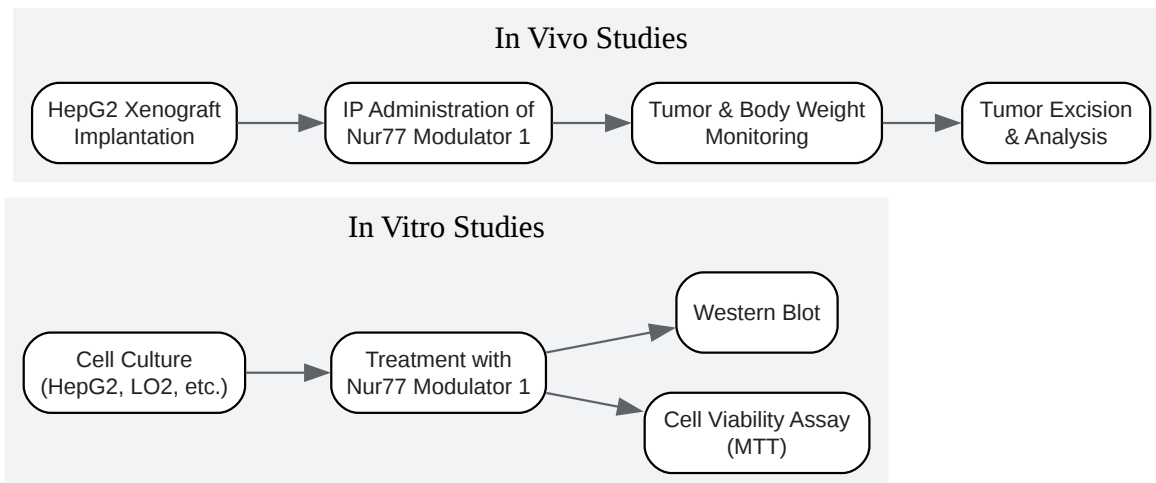 In Vivo Studies
HepG2 Xenograft
Implantation
IP Administration of
Nur77 Modulator 1
Tumor & Body Weight
Monitoring
Tumor Excision
& Analysis
In Vitro Studies
Cell Culture
(HepG2, LO2, etc.)
Treatment with
Nur77 Modulator 1
Western Blot
Cell Viability Assay
(MTT)